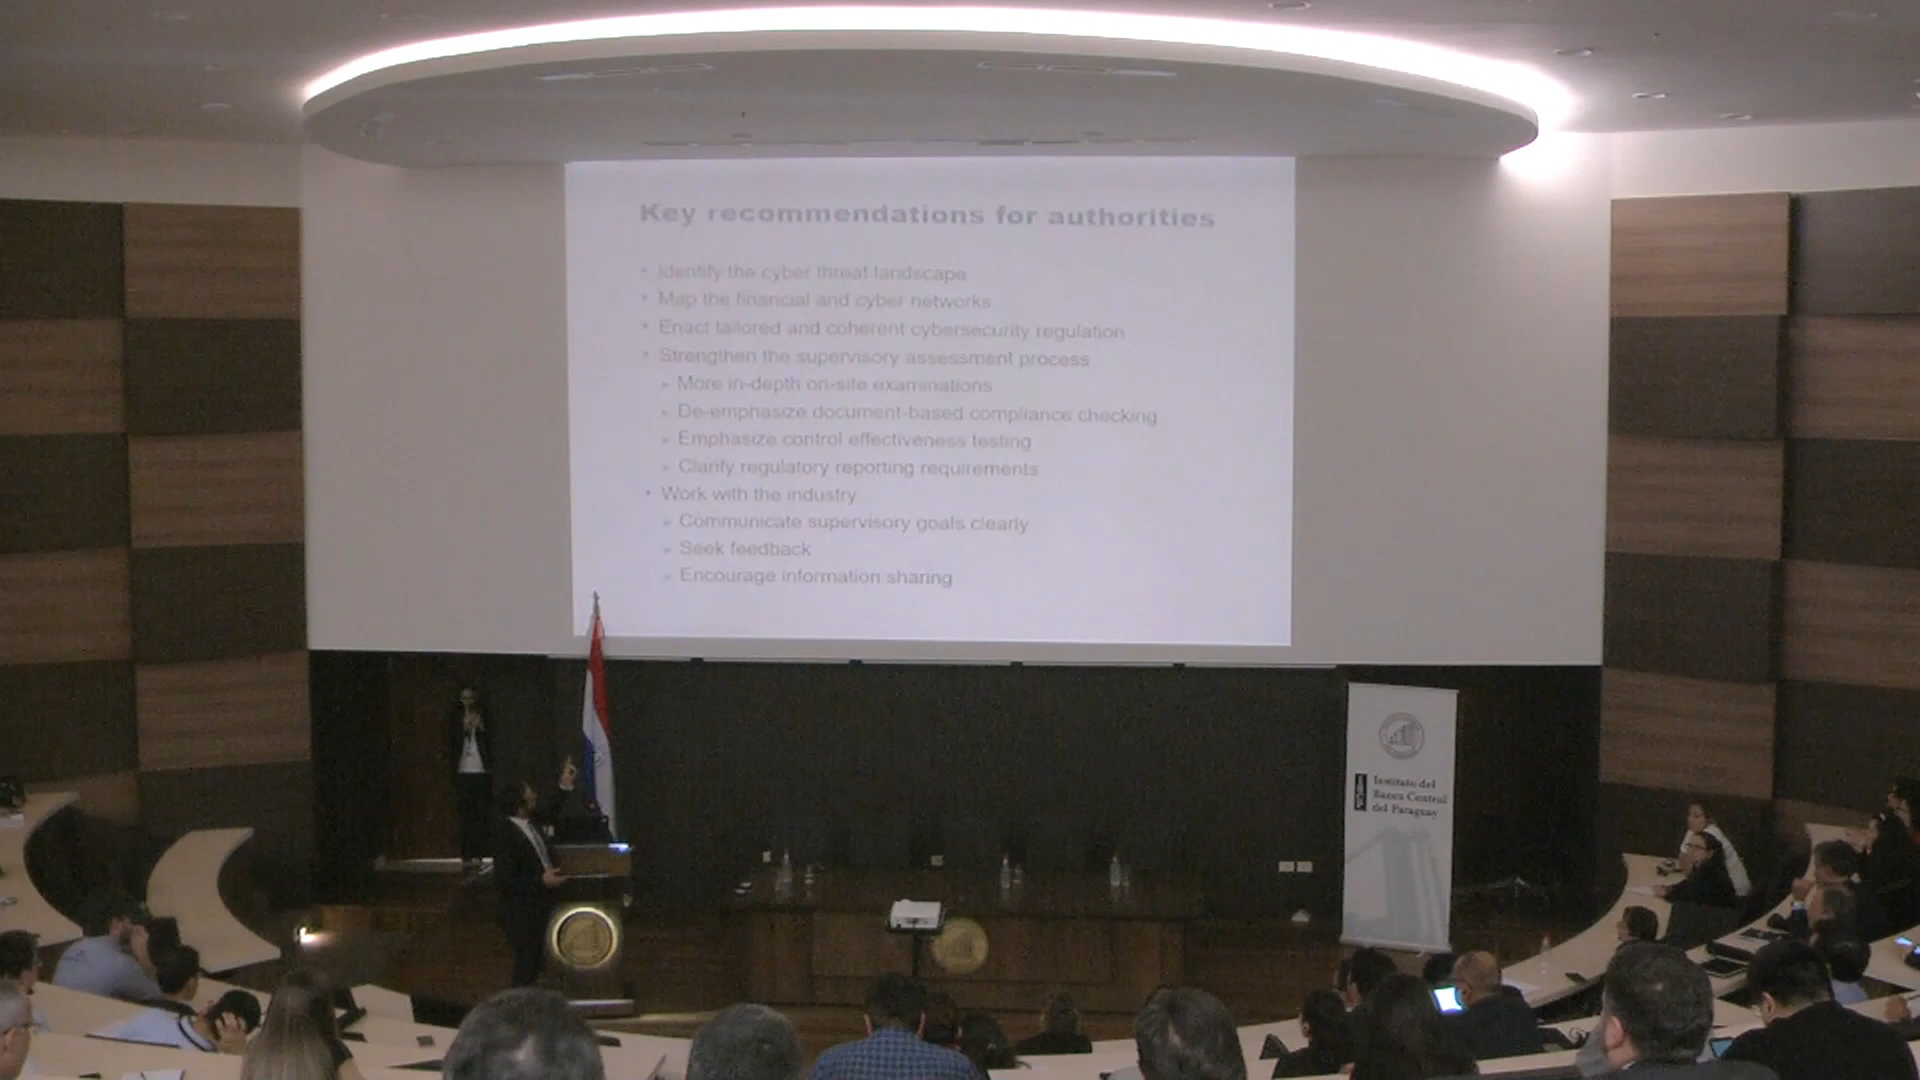 Key recommendations for authorities
• Identify the cyber threat landscape
• Map the financial and cyber networks
• Enact tailored and coherent cybersecurity regulation
• Strengthen the supervisory assessment process
➢ More in-depth on-site examinations
➢ De-emphasize document-based compliance checking
➢ Emphasize control effectiveness testing
➢ Clarify regulatory reporting requirements
• Work with the industry
➢ Communicate supervisory goals clearly
➢ Seek feedback
➢ Encourage information sharing
Instituto del
Banco Central
del Paraguay